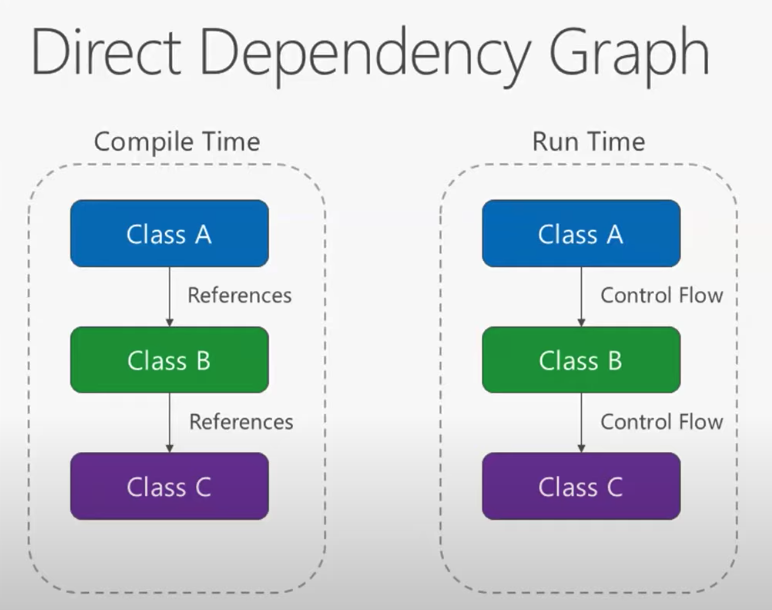 Direct Dependency Graph
Compile Time
Class A
References
Class B
References
Class C
Run Time
Class A
Control Flow
Class B
Control Flow
Class C